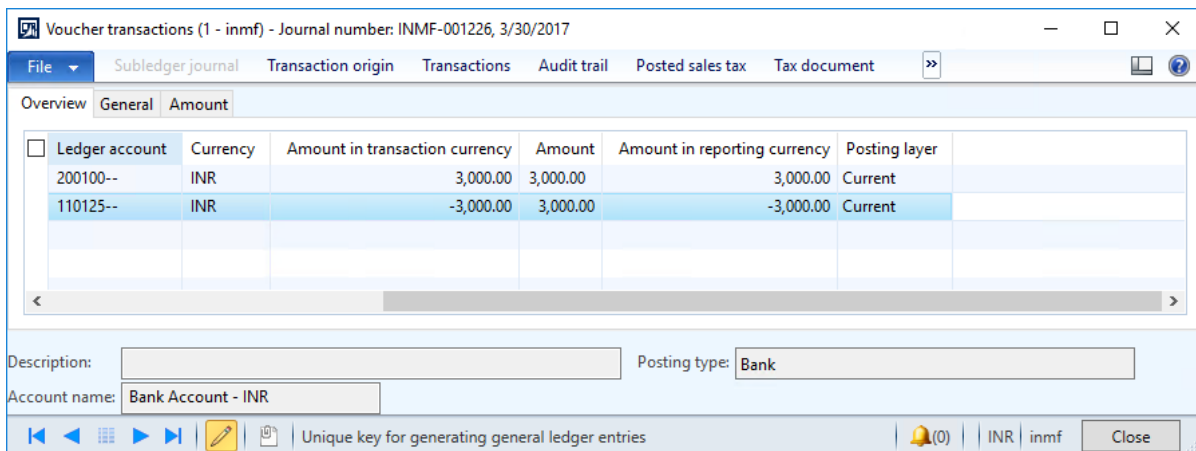 Voucher transactions (1 - inmf) - Journal number: INMF-001226, 3/30/2017
File Subledger journal Transaction origin Transactions Audit trail Posted sales tax Tax document
Overview General Amount
Ledger account Currency Amount in transaction currency Amount Amount in reporting currency Posting layer
200100-- INR 3,000.00 3,000.00 3,000.00 Current
110125-- INR -3,000.00 3,000.00 -3,000.00 Current
Description: Posting type: Bank
Account name: Bank Account - INR
Unique key for generating general ledger entries (0) INR inmf Close